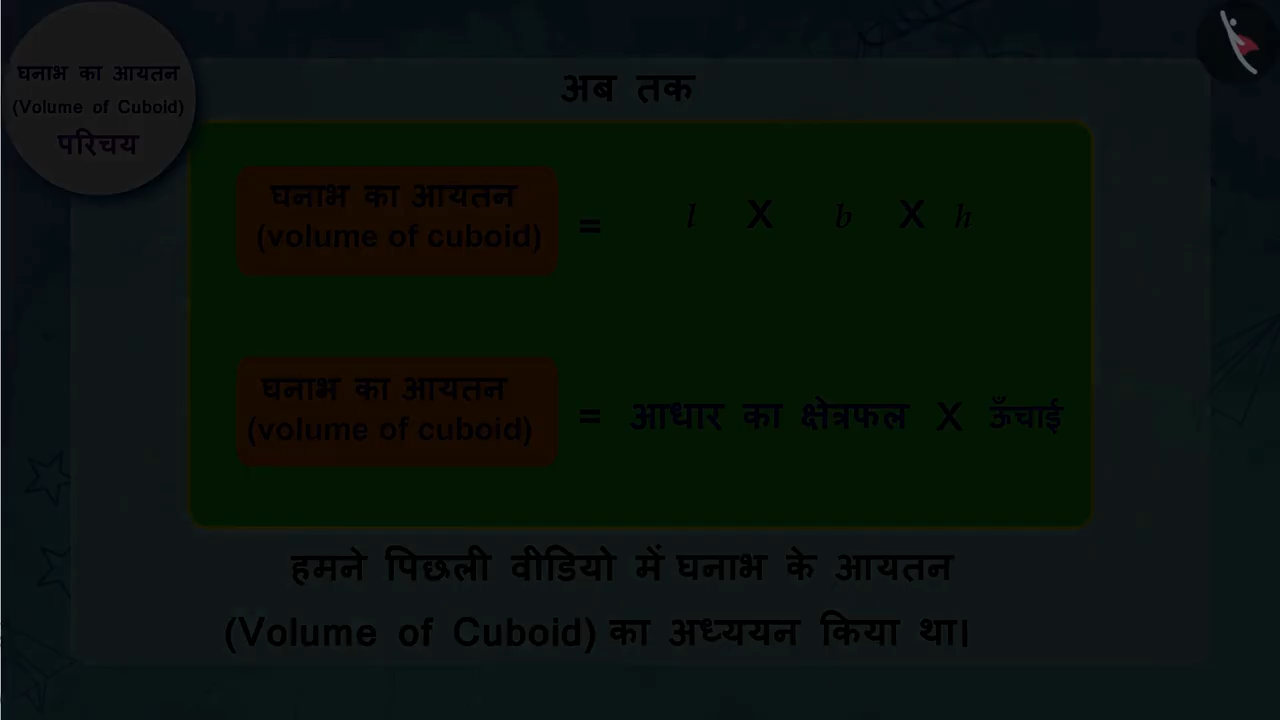 घनाभ का आयतन
(Volume of Cuboid)
परिचय
अब तक
घनाभ का आयतन
(volume of cuboid)
= l X b X h
घनाभ का आयतन
(volume of cuboid)
= आधार का क्षेत्रफल X ऊँचाई
हमने पिछली वीडियो में घनाभ के आयतन
(Volume of Cuboid) का अध्ययन किया था।